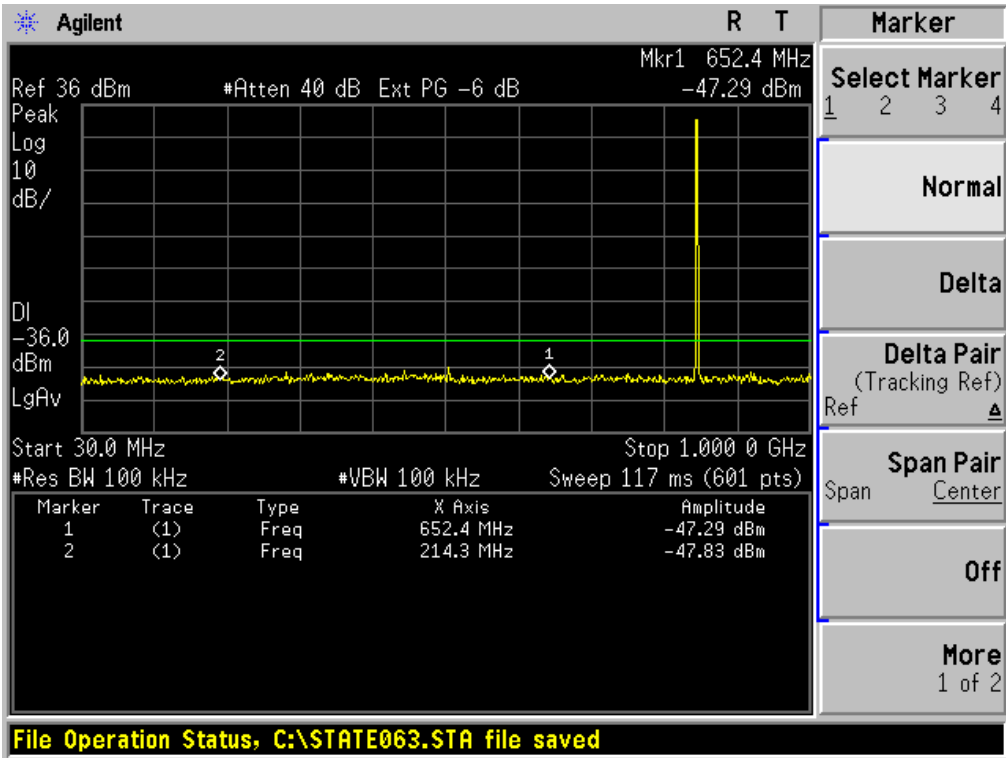 Agilent R T
Mkr1 652.4 MHz
Ref 36 dBm #Atten 40 dB Ext PG -6 dB -47.29 dBm
Peak
Log
10
dB/
DI
-36.0
dBm
LgAv
2
1
Start 30.0 MHz Stop 1.000 0 GHz
#Res BW 100 kHz #VBW 100 kHz Sweep 117 ms (601 pts)
Marker Trace Type X Axis Amplitude
1 (1) Freq 652.4 MHz -47.29 dBm
2 (1) Freq 214.3 MHz -47.83 dBm
File Operation Status, C:\STATE063.STA file saved
Marker
Select Marker
1 2 3 4
Normal
Delta
Delta Pair
(Tracking Ref)
Ref Δ
Span Pair
Span Center
Off
More
1 of 2